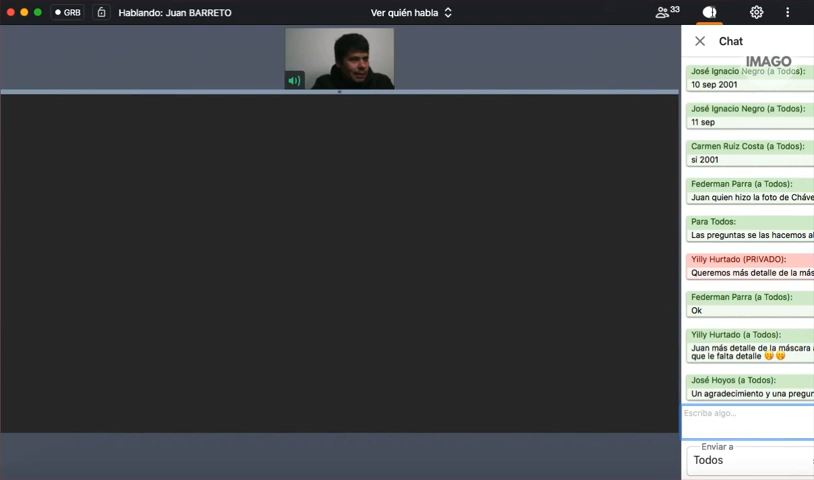 GRB
Hablando: Juan BARRETO
Ver quién habla
33
Chat
IMAGO
José Ignacio Negro (a Todos):
10 sep 2001
José Ignacio Negro (a Todos):
11 sep
Carmen Ruiz Costa (a Todos):
si 2001
Federman Parra (a Todos):
Juan quien hizo la foto de Cháve
Para Todos:
Las preguntas se las hacemos al
Yilly Hurtado (PRIVADO):
Queremos más detalle de la más
Federman Parra (a Todos):
Ok
Yilly Hurtado (a Todos):
Juan más detalle de la máscara
que le falta detalle
José Hoyos (a Todos):
Un agradecimiento y una pregun
Escriba algo...
Enviar a
Todos